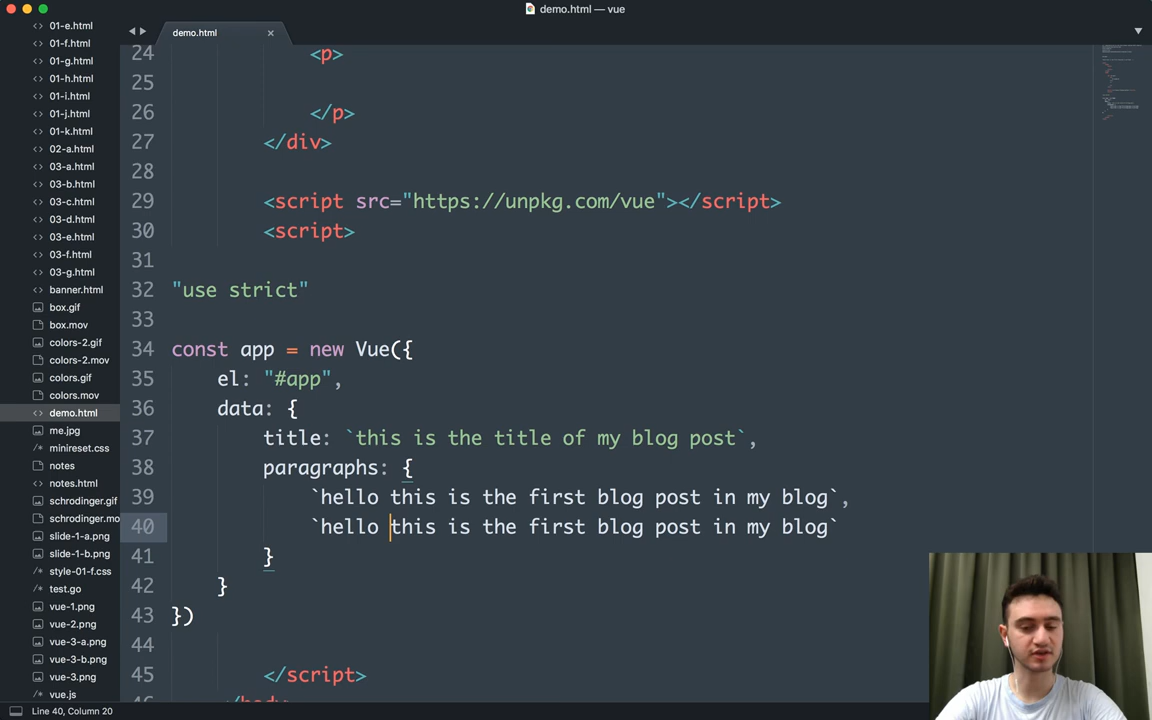 demo.html — vue
01-e.html
01-f.html
01-g.html
01-h.html
01-i.html
01-j.html
01-k.html
02-a.html
03-a.html
03-b.html
03-c.html
03-d.html
03-e.html
03-f.html
03-g.html
banner.html
box.gif
box.mov
colors-2.gif
colors-2.mov
colors.gif
colors.mov
demo.html
me.jpg
minireset.css
notes
notes.html
schrodinger.gif
schrodinger.mo
slide-1-a.png
slide-1-b.png
style-01-f.css
test.go
vue-1.png
vue-2.png
vue-3-a.png
vue-3-b.png
vue-3.png
vue.js
demo.html
24 <p>
25
26 </p>
27 </div>
28
29 <script src="https://unpkg.com/vue"></script>
30 <script>
31
32 "use strict"
33
34 const app = new Vue({
35 el: "#app",
36 data: {
37 title: `this is the title of my blog post`,
38 paragraphs: {
39 `hello this is the first blog post in my blog`,
40 `hello this is the first blog post in my blog`
41 }
42 }
43 })
44
45 </script>
Line 40, Column 20